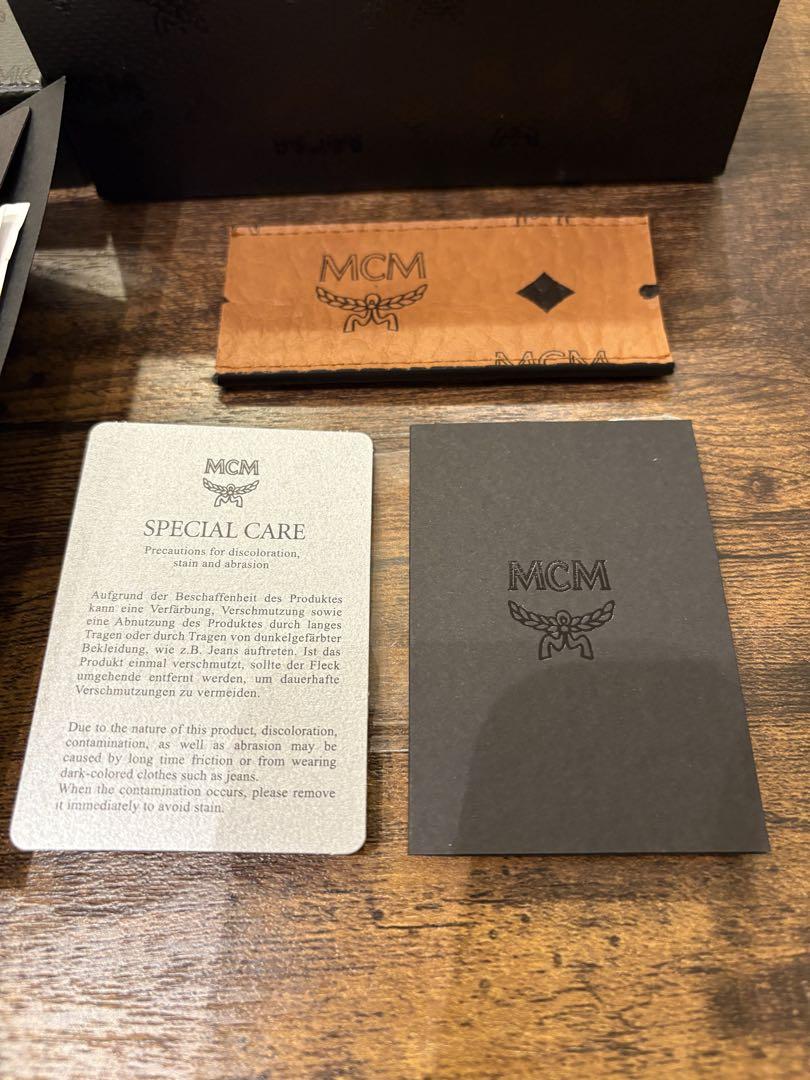 MCM
MCM
MCM
SPECIAL CARE
Precautions for discoloration,
stain and abrasion
Aufgrund der Beschaffenheit des Produktes
kann eine Verfärbung, Verschmutzung sowie
eine Abnutzung des Produktes durch langes
Tragen oder durch Tragen von dunkelgefärbter
Bekleidung, wie z.B. Jeans auftreten. Ist das
Produkt einmal verschmutzt, sollte der Fleck
umgehende entfernt werden, um dauerhafte
Verschmutzungen zu vermeiden.
Due to the nature of this product, discoloration,
contamination, as well as abrasion may be
caused by long time friction or from wearing
dark-colored clothes such as jeans.
When the contamination occurs, please remove
it immediately to avoid stain.
MCM